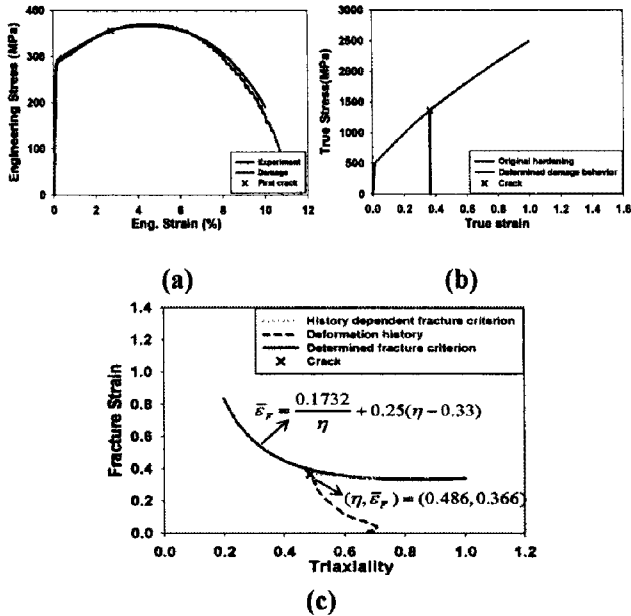 Engineering Stress (MPa)
400
300
200
100
0
0 2 4 6 8 10 12
Eng. Strain (%)
Experiment
Damage
First crack
(a)
True Stress(MPa)
3000
2500
2000
1500
1000
500
0
0.0 0.2 0.4 0.6 0.8 1.0 1.2 1.4 1.6
True strain
Original hardening
Determined damage behavior
Crack
(b)
Fracture Strain
1.4
1.2
1.0
0.8
0.6
0.4
0.2
0.0
0.0 0.2 0.4 0.6 0.8 1.0 1.2
Triaxiality
History dependent fracture criterion
Deformation history
Determined fracture criterion
Crack
ε̄_F = 0.1732/η + 0.25(η − 0.33)
(η, ε̄_F) = (0.486, 0.366)
(c)